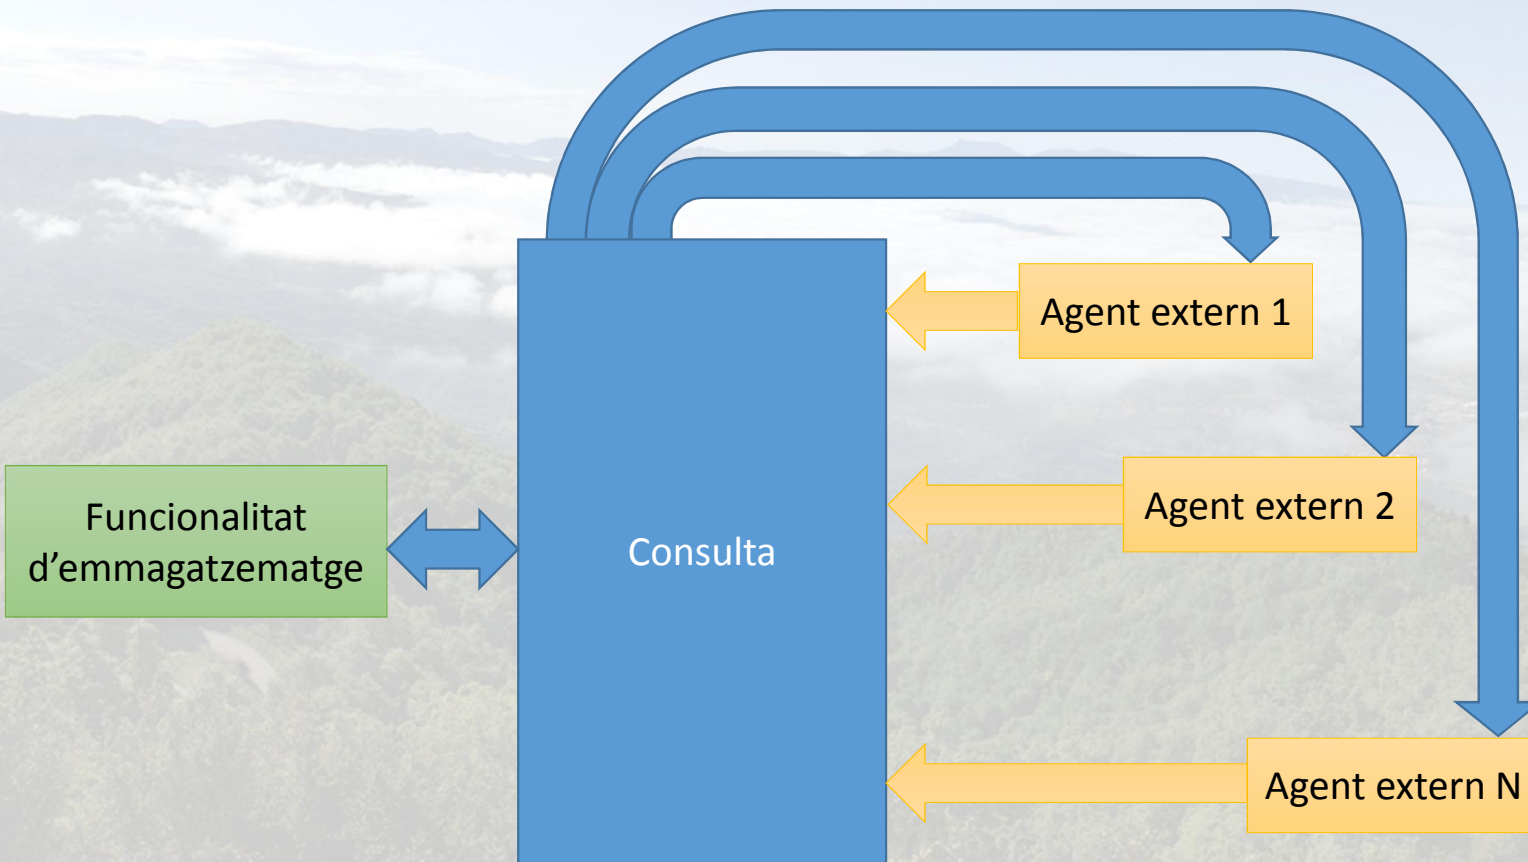 Agent extern 1
Agent extern 2
Funcionalitat
d’emmagatzematge
Consulta
Agent extern N